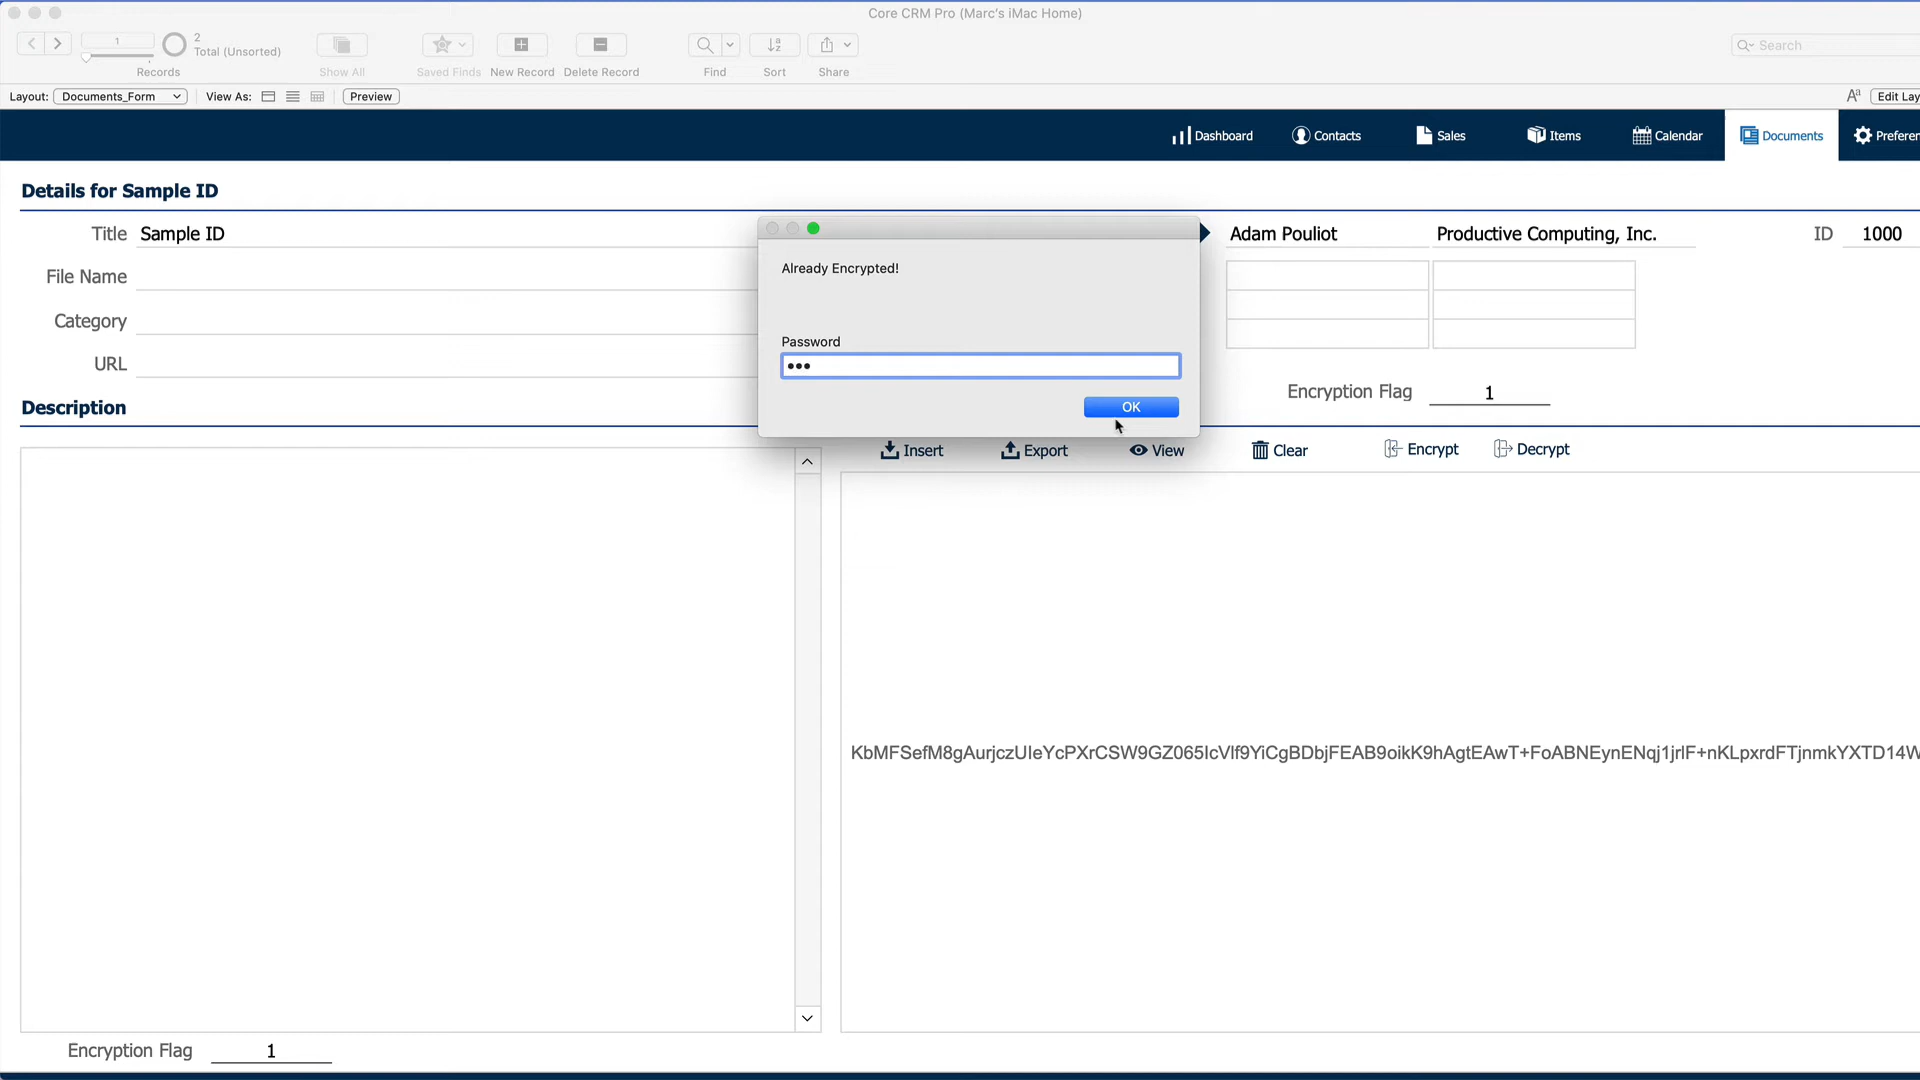 Core CRM Pro (Marc's iMac Home)
1
2
Total (Unsorted)
Records
Show All
Saved Finds
New Record
Delete Record
Find
Sort
Share
Search
Layout: Documents_Form
View As:
Preview
Aª
Edit Lay
Dashboard
Contacts
Sales
Items
Calendar
Documents
Preferen
Details for Sample ID
Title Sample ID
Adam Pouliot
Productive Computing, Inc.
ID 1000
File Name
Category
URL
Already Encrypted!
Password
•••
OK
Encryption Flag 1
Description
Insert
Export
View
Clear
Encrypt
Decrypt
Encryption Flag 1